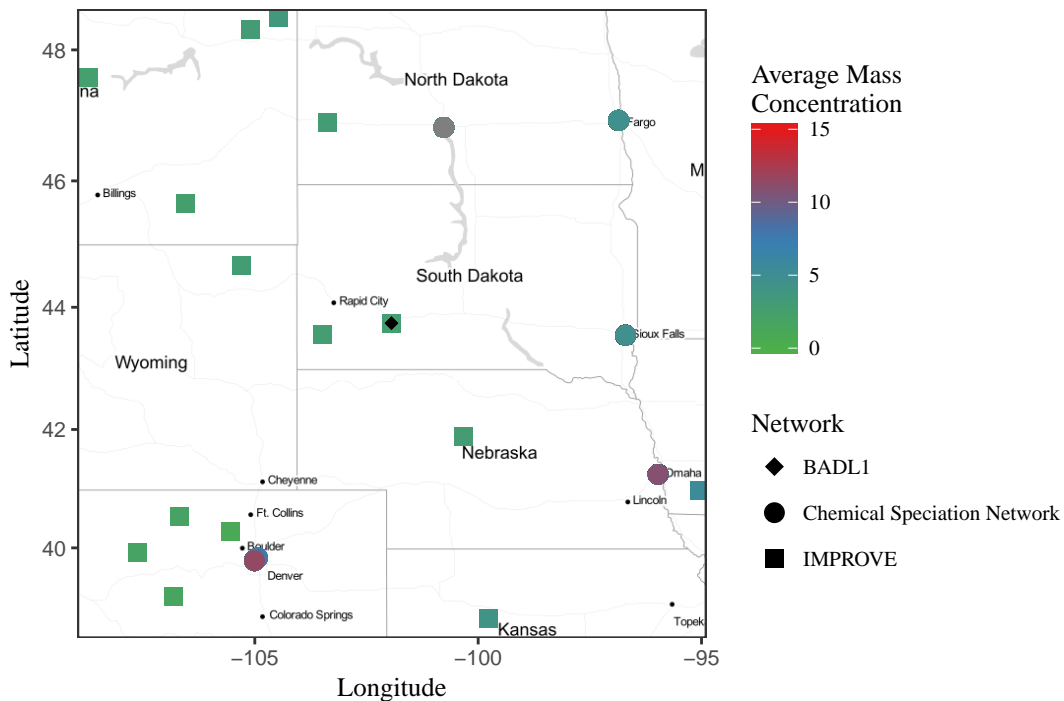 48
46
44
42
40
Latitude
−105
−100
−95
Longitude
North Dakota
na
Fargo
M
Billings
South Dakota
Rapid City
Sioux Falls
Wyoming
Nebraska
Omaha
Cheyenne
Lincoln
Ft. Collins
Boulder
Denver
Colorado Springs
Topek
Kansas
Average Mass
Concentration
15
10
5
0
Network
BADL1
Chemical Speciation Network
IMPROVE